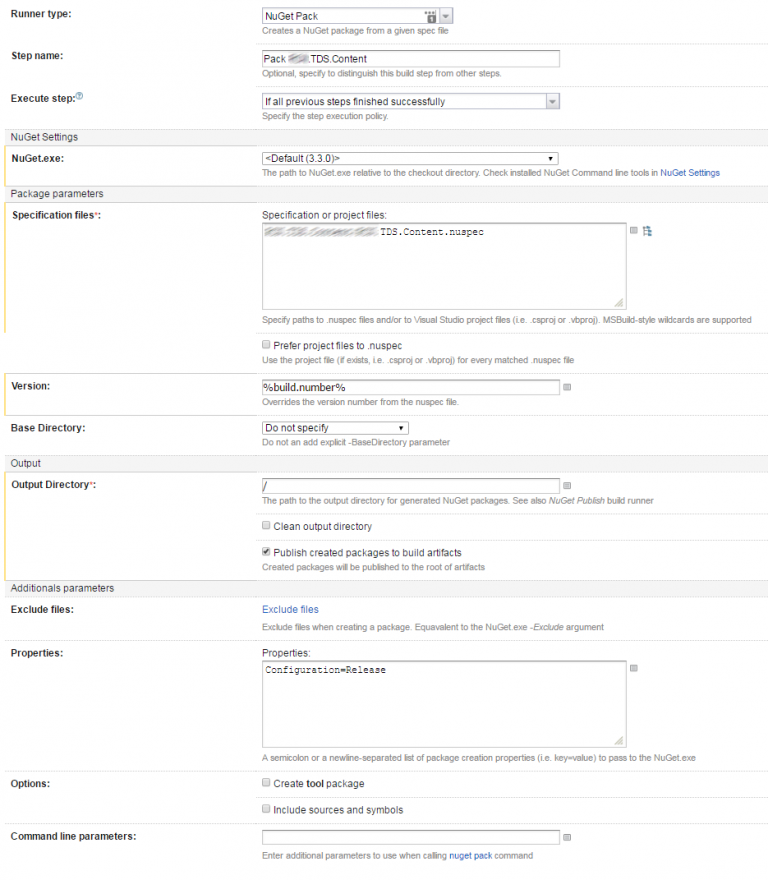 Runner type:
NuGet Pack
Creates a NuGet package from a given spec file
Step name:
Pack .TDS.Content
Optional, specify to distinguish this build step from other steps.
Execute step:
If all previous steps finished successfully
Specify the step execution policy.
NuGet Settings
NuGet.exe:
<Default (3.3.0)>
The path to NuGet.exe relative to the checkout directory. Check installed NuGet Command line tools in NuGet Settings
Package parameters
Specification files*:
Specification or project files:
.TDS.Content.nuspec
Specify paths to .nuspec files and/or to Visual Studio project files (i.e. .csproj or .vbproj). MSBuild-style wildcards are supported
Prefer project files to .nuspec
Use the project file (if exists, i.e. .csproj or .vbproj) for every matched .nuspec file
Version:
%build.number%
Overrides the version number from the nuspec file.
Base Directory:
Do not specify
Do not an add explicit -BaseDirectory parameter
Output
Output Directory*:
/
The path to the output directory for generated NuGet packages. See also NuGet Publish build runner
Clean output directory
Publish created packages to build artifacts
Created packages will be published to the root of artifacts
Additionals parameters
Exclude files:
Exclude files
Exclude files when creating a package. Equavalent to the NuGet.exe -Exclude argument
Properties:
Properties:
Configuration=Release
A semicolon or a newline-separated list of package creation properties (i.e. key=value) to pass to the NuGet.exe
Options:
Create tool package
Include sources and symbols
Command line parameters:
Enter additional parameters to use when calling nuget pack command